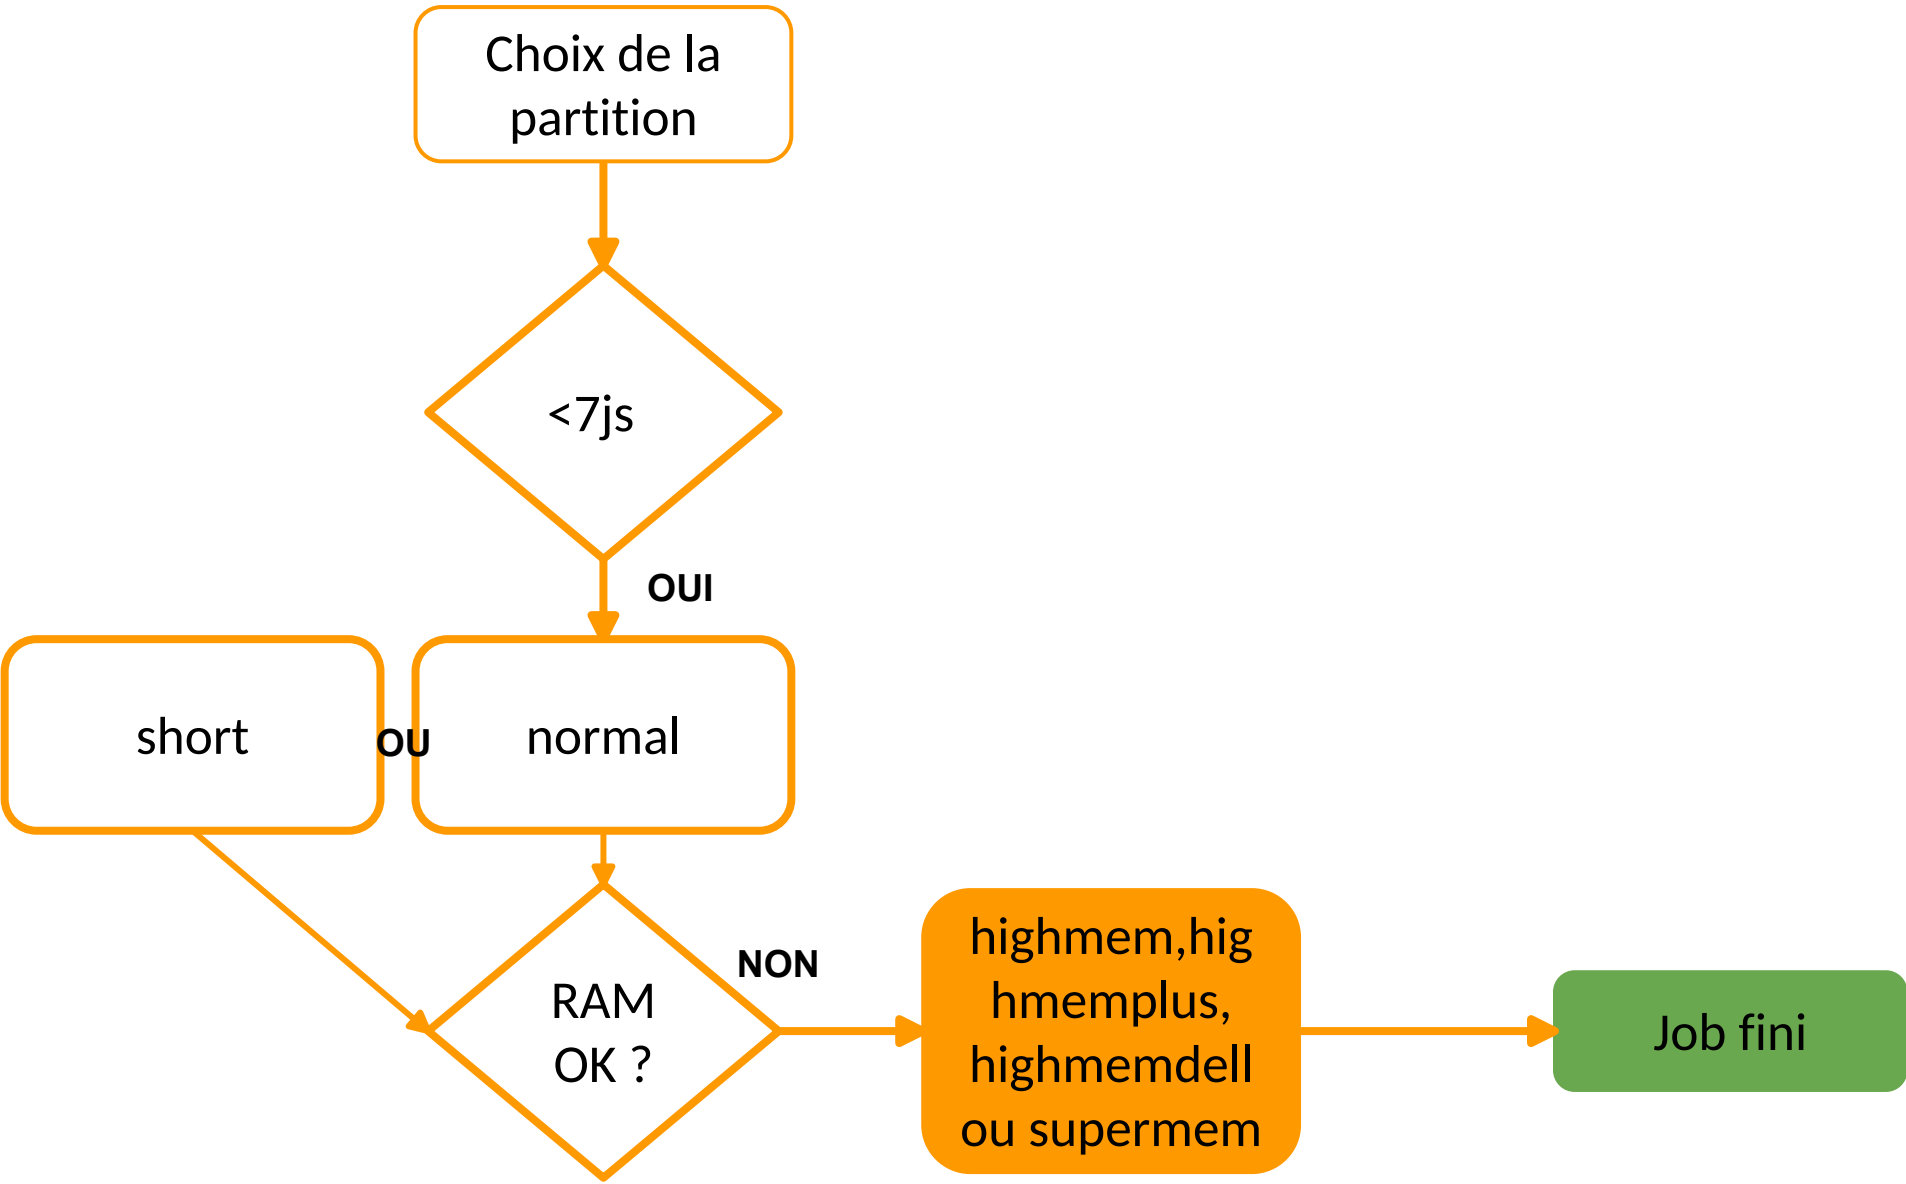 Choix de la
partition
<7js
OUI
short
OU
normal
NON
RAM
OK ?
highmem,hig
hmemplus,
highmemdell
ou supermem
Job fini